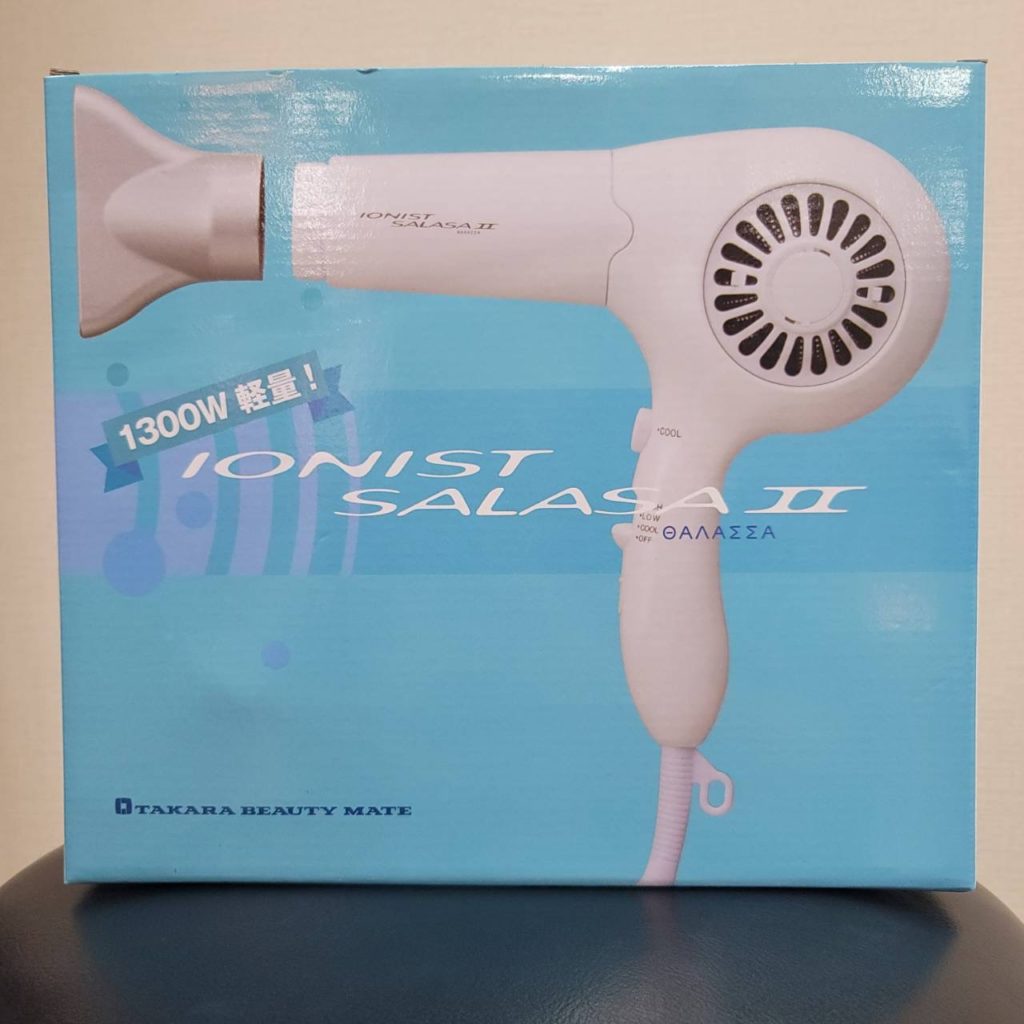 IONIST
SALASA II
1300W 軽量!
•COOL
IONIST
SALASA II
•LOW
•COOL
•OFF
ΘΑΛΑΣΣΑ
TAKARA BEAUTY MATE